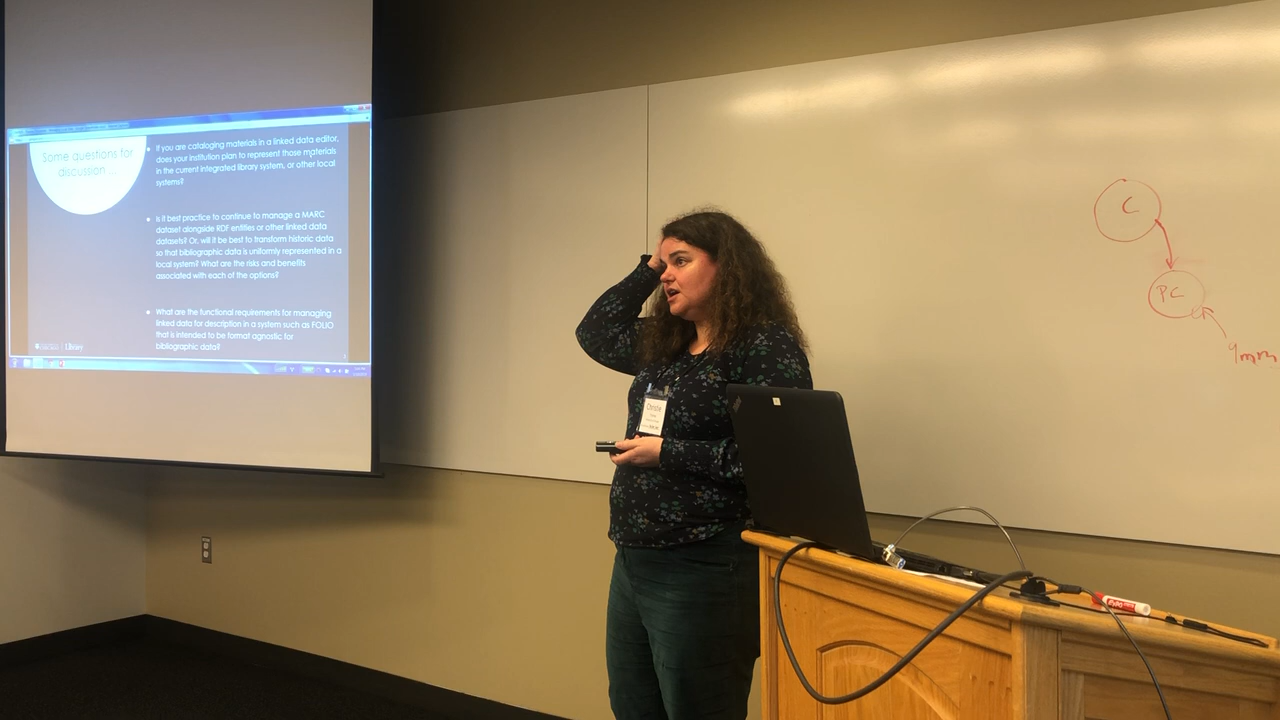 Some questions for
discussion ...
If you are cataloging materials in a linked data editor,
does your institution plan to represent those materials
in the current integrated library system, or other local
systems?
Is it best practice to continue to manage a MARC
dataset alongside RDF entities or other linked data
datasets? Or, will it be best to transform historic data
so that bibliographic data is uniformly represented in a
local system? What are the risks and benefits
associated with each of the options?
What are the functional requirements for managing
linked data for description in a system such as FOLIO
that is intended to be format agnostic for
bibliographic data?
Library
Christie
C
PC
EXPO